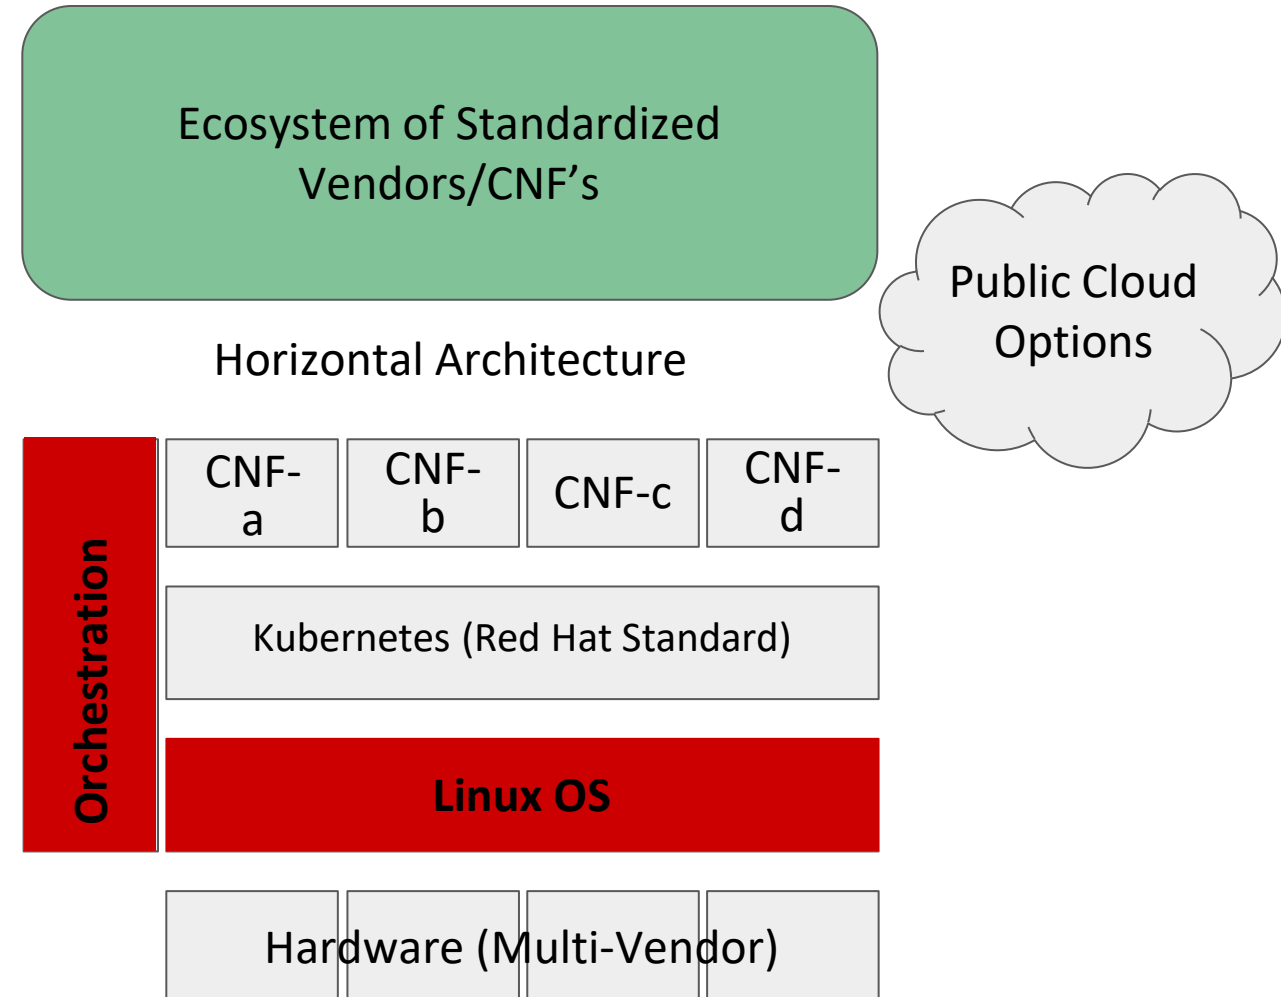 Ecosystem of Standardized
Vendors/CNF’s
Public Cloud
Options
Horizontal Architecture
Orchestration
CNF-
a
CNF-
b
CNF-c
CNF-
d
Kubernetes (Red Hat Standard)
Linux OS
Hardware (Multi-Vendor)